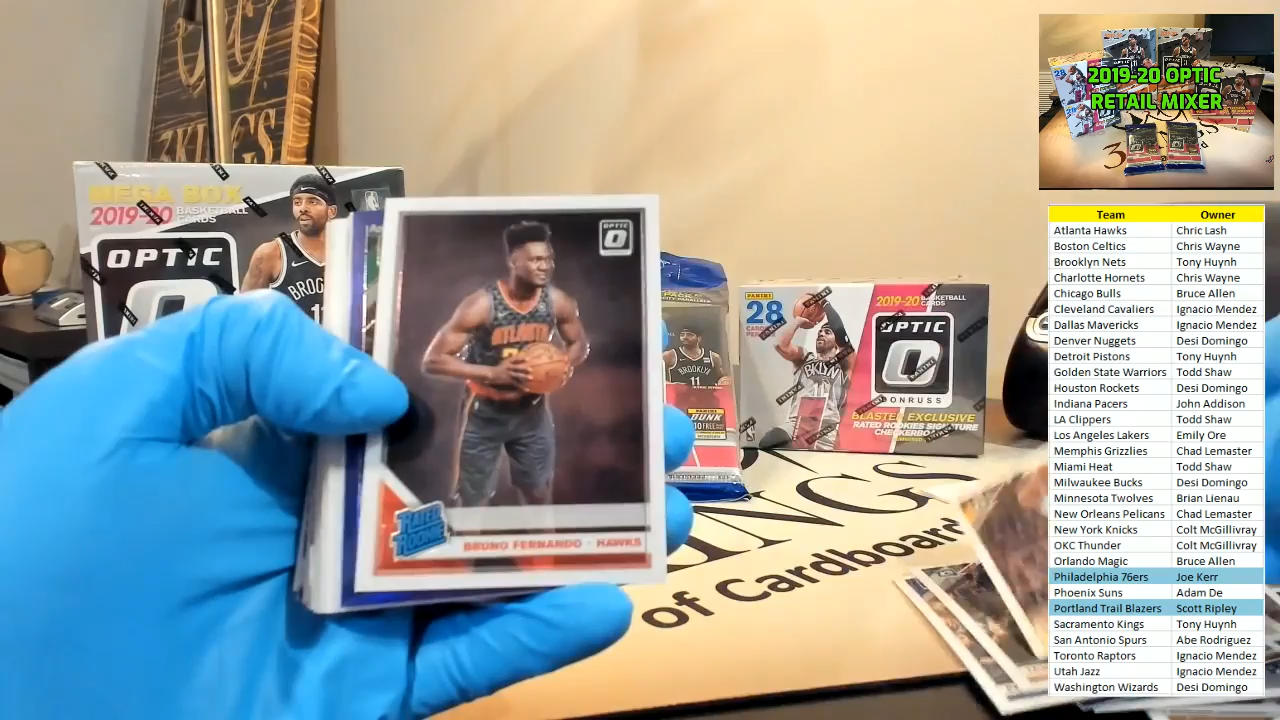 2019-20 OPTIC
RETAIL MIXER
MEGA BOX
2019-20 BASKETBALL
CARDS
OPTIC
BROOKLYN
11
28
2019-20 BASKETBALL
CARDS
OPTIC
DONRUSS
BKLYN
11
BLASTER EXCLUSIVE
RATED ROOKIES SIGNATURE
ATLANTA
RATED
ROOKIE
BRUNO FERNANDO - HAWKS
KINGS
of Cardboard
Team Owner
Atlanta Hawks Chric Lash
Boston Celtics Chris Wayne
Brooklyn Nets Tony Huynh
Charlotte Hornets Chris Wayne
Chicago Bulls Bruce Allen
Cleveland Cavaliers Ignacio Mendez
Dallas Mavericks Ignacio Mendez
Denver Nuggets Desi Domingo
Detroit Pistons Tony Huynh
Golden State Warriors Todd Shaw
Houston Rockets Desi Domingo
Indiana Pacers John Addison
LA Clippers Todd Shaw
Los Angeles Lakers Emily Ore
Memphis Grizzlies Chad Lemaster
Miami Heat Todd Shaw
Milwaukee Bucks Desi Domingo
Minnesota Twolves Brian Lienau
New Orleans Pelicans Chad Lemaster
New York Knicks Colt McGillivray
OKC Thunder Colt McGillivray
Orlando Magic Bruce Allen
Philadelphia 76ers Joe Kerr
Phoenix Suns Adam De
Portland Trail Blazers Scott Ripley
Sacramento Kings Tony Huynh
San Antonio Spurs Abe Rodriguez
Toronto Raptors Ignacio Mendez
Utah Jazz Ignacio Mendez
Washington Wizards Desi Domingo